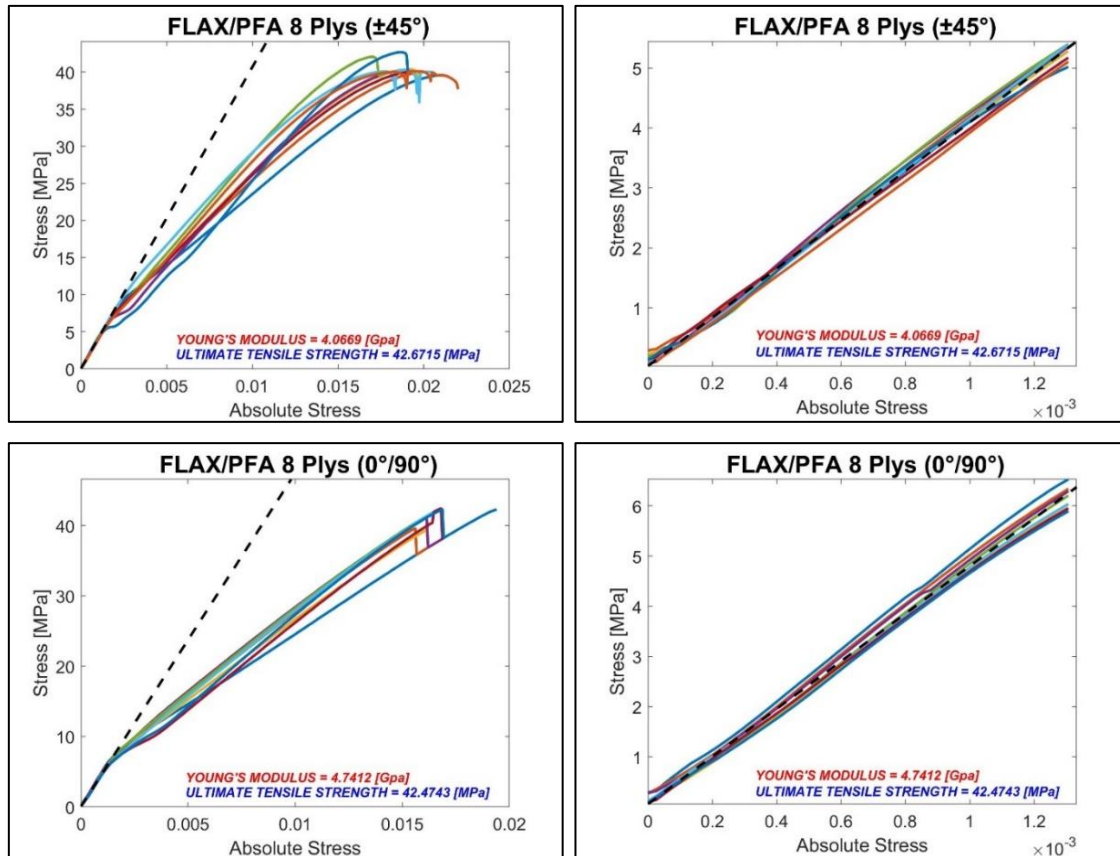 FLAX/PFA 8 Plys (±45°)
Stress [MPa]
40
35
30
25
20
15
10
5
0
YOUNG'S MODULUS = 4.0669 [Gpa]
ULTIMATE TENSILE STRENGTH = 42.6715 [MPa]
0 0.005 0.01 0.015 0.02 0.025
Absolute Stress
FLAX/PFA 8 Plys (±45°)
Stress [MPa]
5
4
3
2
1
YOUNG'S MODULUS = 4.0669 [Gpa]
ULTIMATE TENSILE STRENGTH = 42.6715 [MPa]
0 0.2 0.4 0.6 0.8 1 1.2
Absolute Stress
×10-3
FLAX/PFA 8 Plys (0°/90°)
Stress [MPa]
40
30
20
10
0
YOUNG'S MODULUS = 4.7412 [Gpa]
ULTIMATE TENSILE STRENGTH = 42.4743 [MPa]
0 0.005 0.01 0.015 0.02
Absolute Stress
FLAX/PFA 8 Plys (0°/90°)
Stress [MPa]
6
5
4
3
2
1
YOUNG'S MODULUS = 4.7412 [Gpa]
ULTIMATE TENSILE STRENGTH = 42.4743 [MPa]
0 0.2 0.4 0.6 0.8 1 1.2
Absolute Stress
×10-3